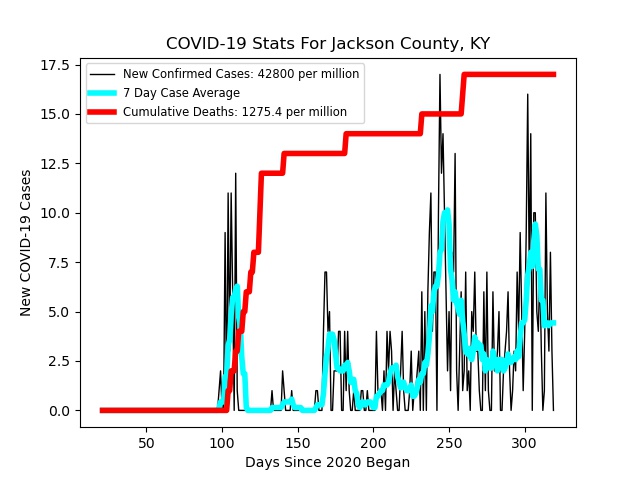 COVID-19 Stats For Jackson County, KY
New Confirmed Cases: 42800 per million
7 Day Case Average
Cumulative Deaths: 1275.4 per million
New COVID-19 Cases
17.5
15.0
12.5
10.0
7.5
5.0
2.5
0.0
50 100 150 200 250 300
Days Since 2020 Began